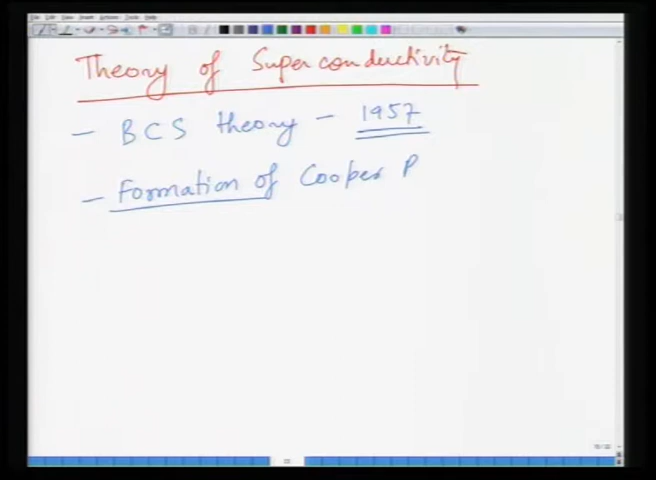 Theory of Superconductivity
- BCS theory - 1957
- Formation of Cooper P